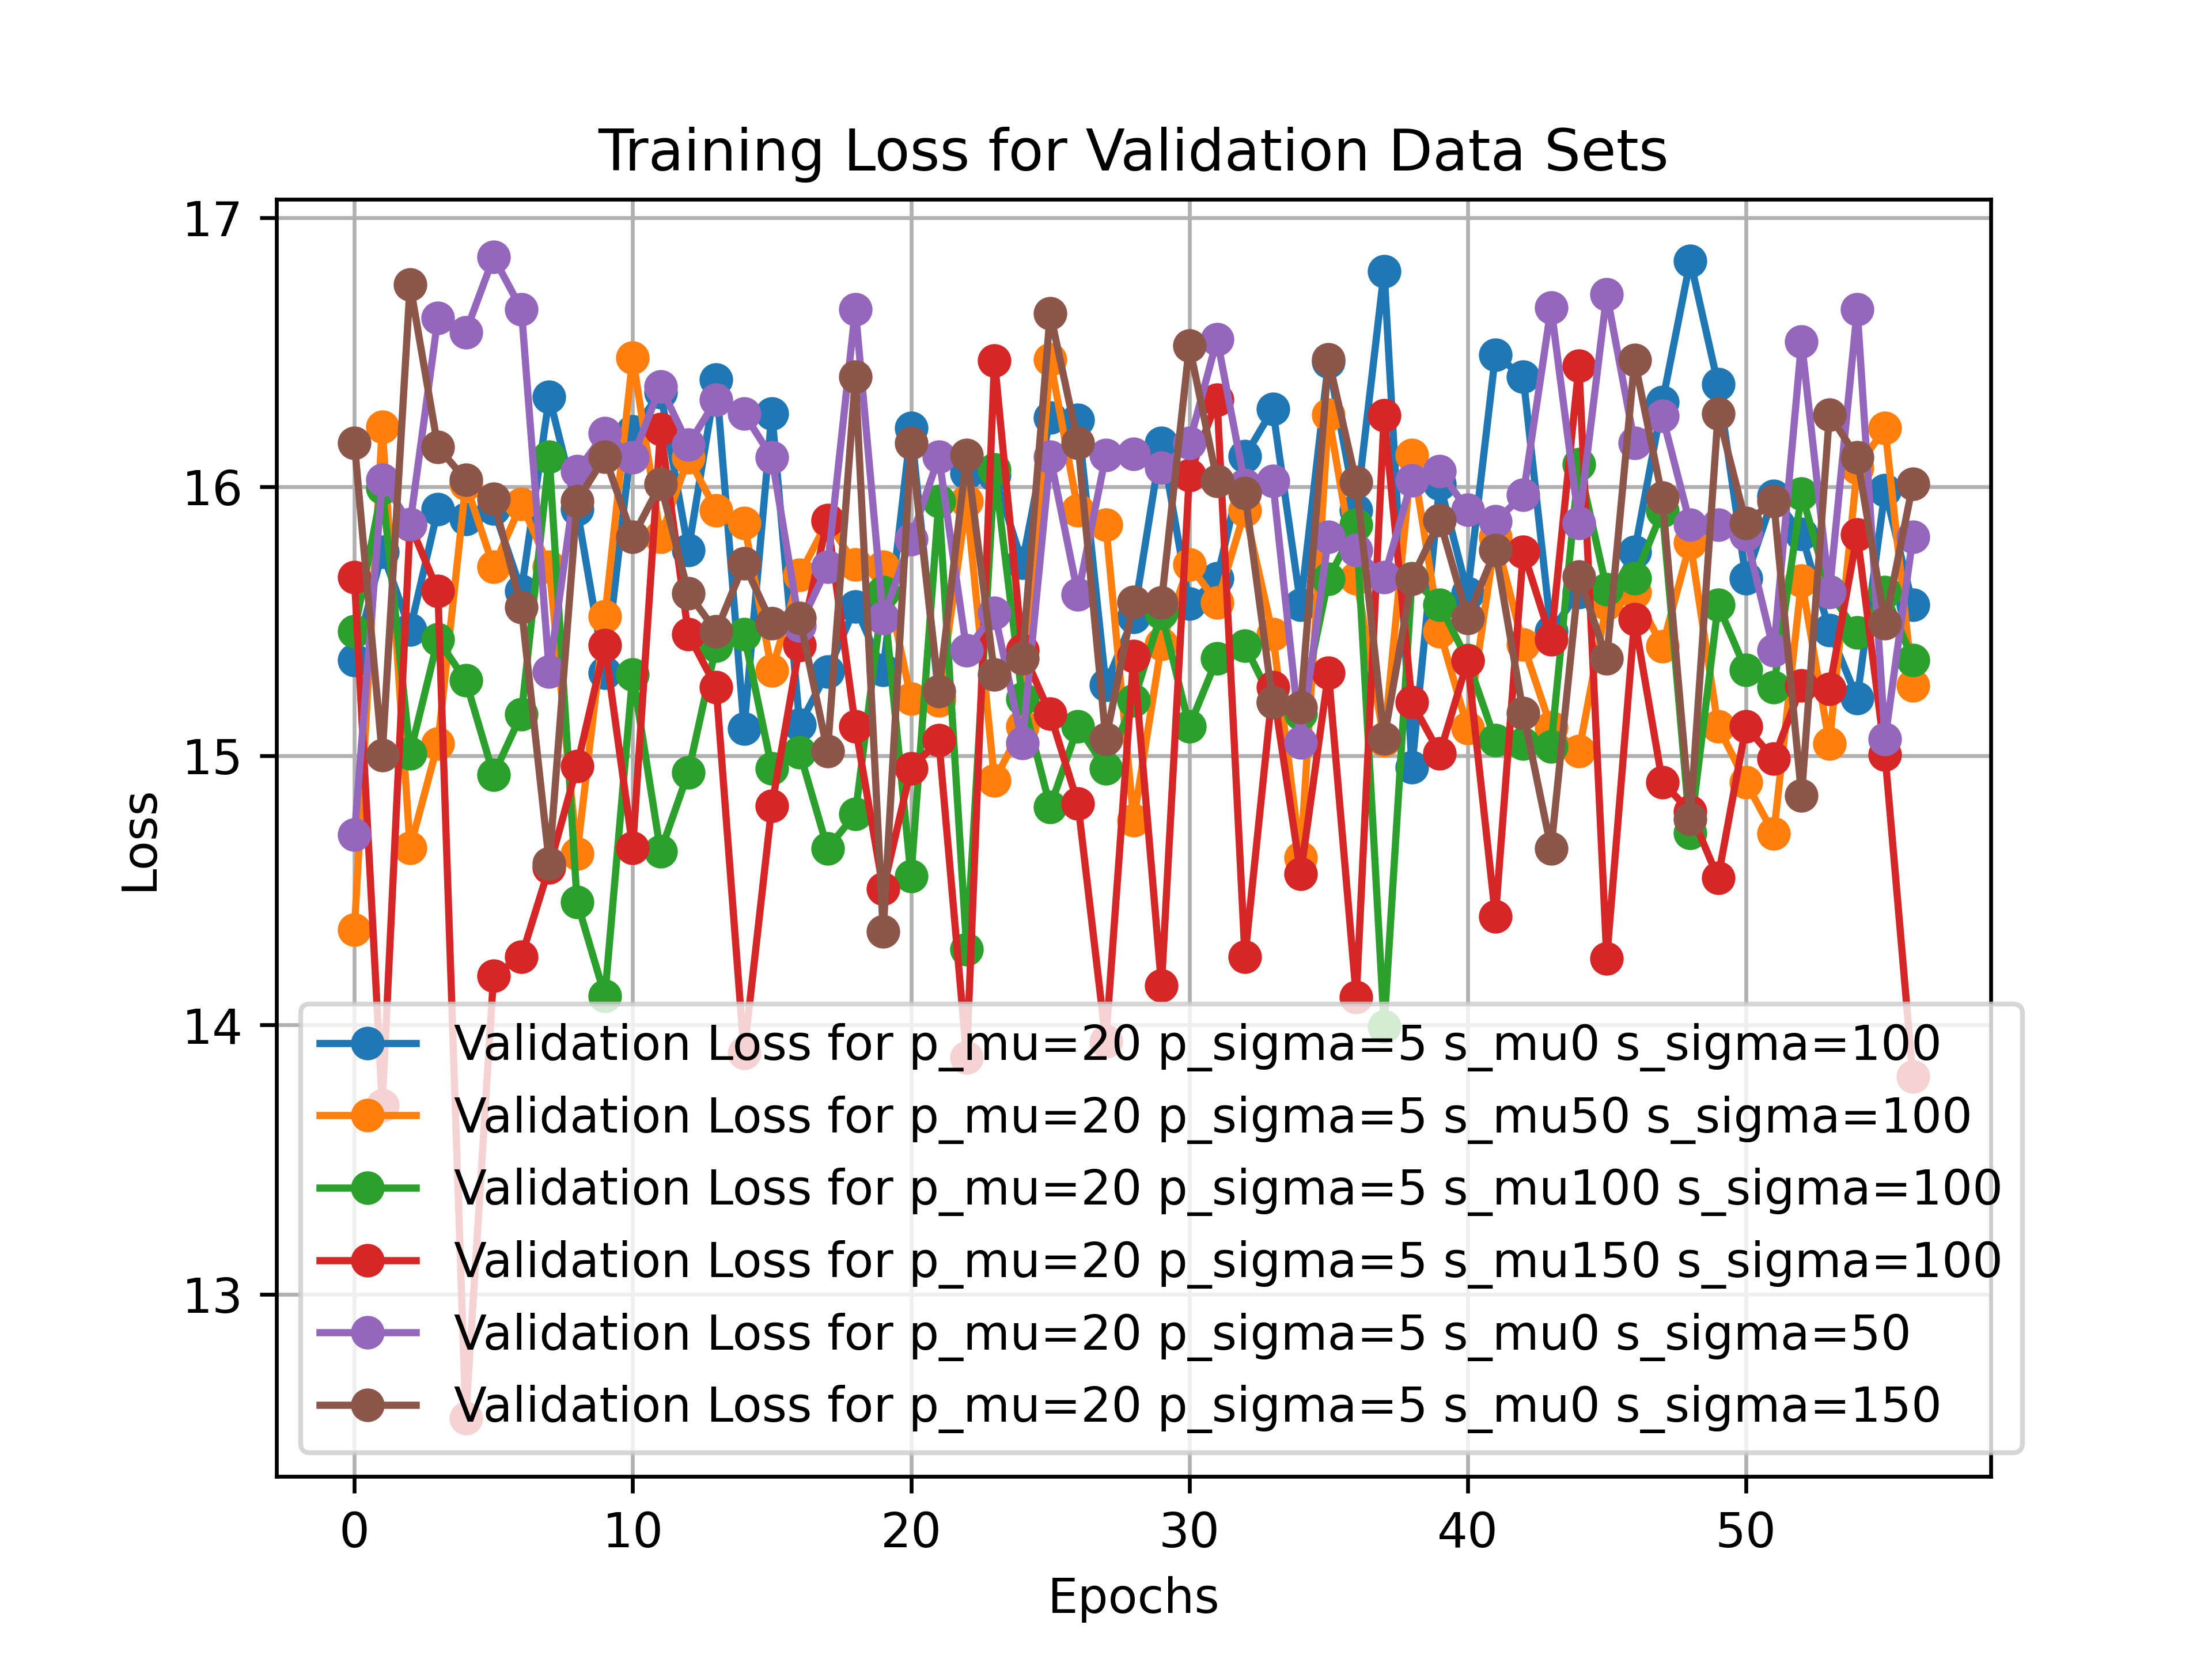 Training Loss for Validation Data Sets
17
16
15
14
13
Loss
Validation Loss for p_mu=20 p_sigma=5 s_mu0 s_sigma=100
Validation Loss for p_mu=20 p_sigma=5 s_mu50 s_sigma=100
Validation Loss for p_mu=20 p_sigma=5 s_mu100 s_sigma=100
Validation Loss for p_mu=20 p_sigma=5 s_mu150 s_sigma=100
Validation Loss for p_mu=20 p_sigma=5 s_mu0 s_sigma=50
Validation Loss for p_mu=20 p_sigma=5 s_mu0 s_sigma=150
0 10 20 30 40 50
Epochs